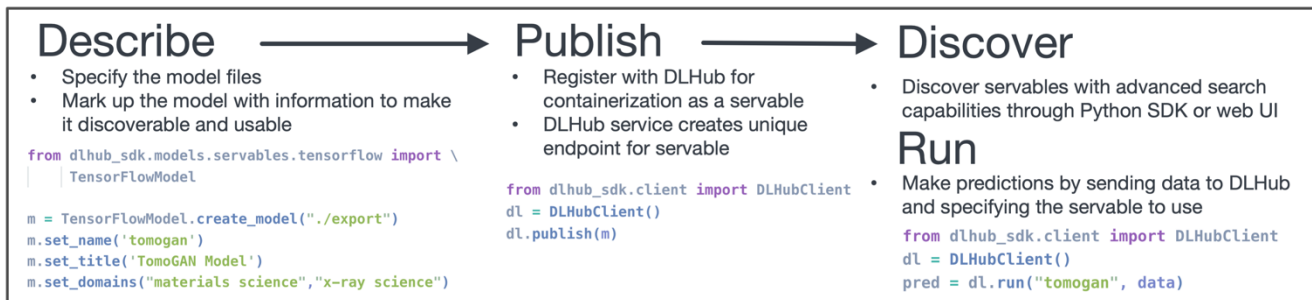 Describe
• Specify the model files
• Mark up the model with information to make
it discoverable and usable
from dlhub_sdk.models.servables.tensorflow import \
TensorFlowModel
m = TensorFlowModel.create_model("./export")
m.set_name('tomogan')
m.set_title('TomoGAN Model')
m.set_domains("materials science","x-ray science")
Publish
• Register with DLHub for
containerization as a servable
• DLHub service creates unique
endpoint for servable
from dlhub_sdk.client import DLHubClient
dl = DLHubClient()
dl.publish(m)
Discover
• Discover servables with advanced search
capabilities through Python SDK or web UI
Run
• Make predictions by sending data to DLHub
and specifying the servable to use
from dlhub_sdk.client import DLHubClient
dl = DLHubClient()
pred = dl.run("tomogan", data)